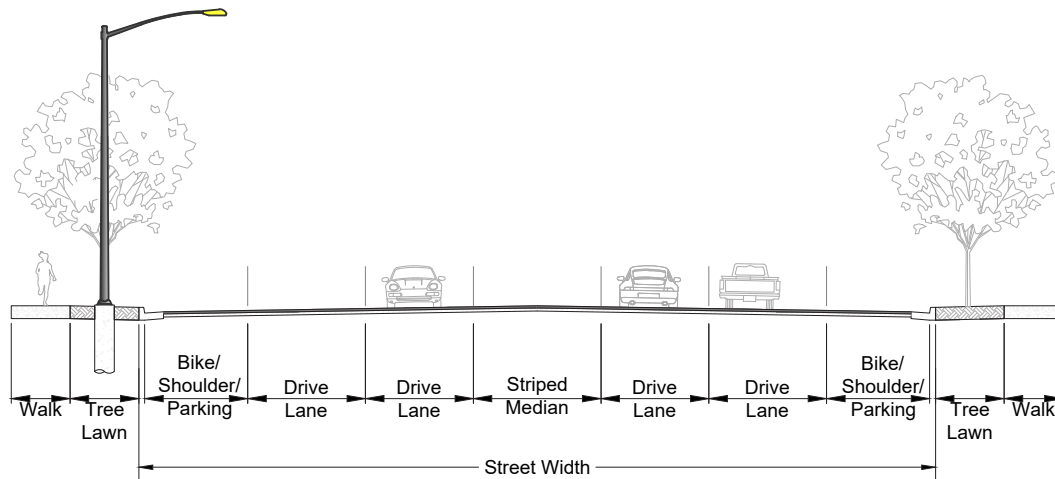 Walk
Tree
Lawn
Bike/
Shoulder/
Parking
Drive
Lane
Drive
Lane
Striped
Median
Drive
Lane
Drive
Lane
Bike/
Shoulder/
Parking
Tree
Lawn
Walk
Street Width